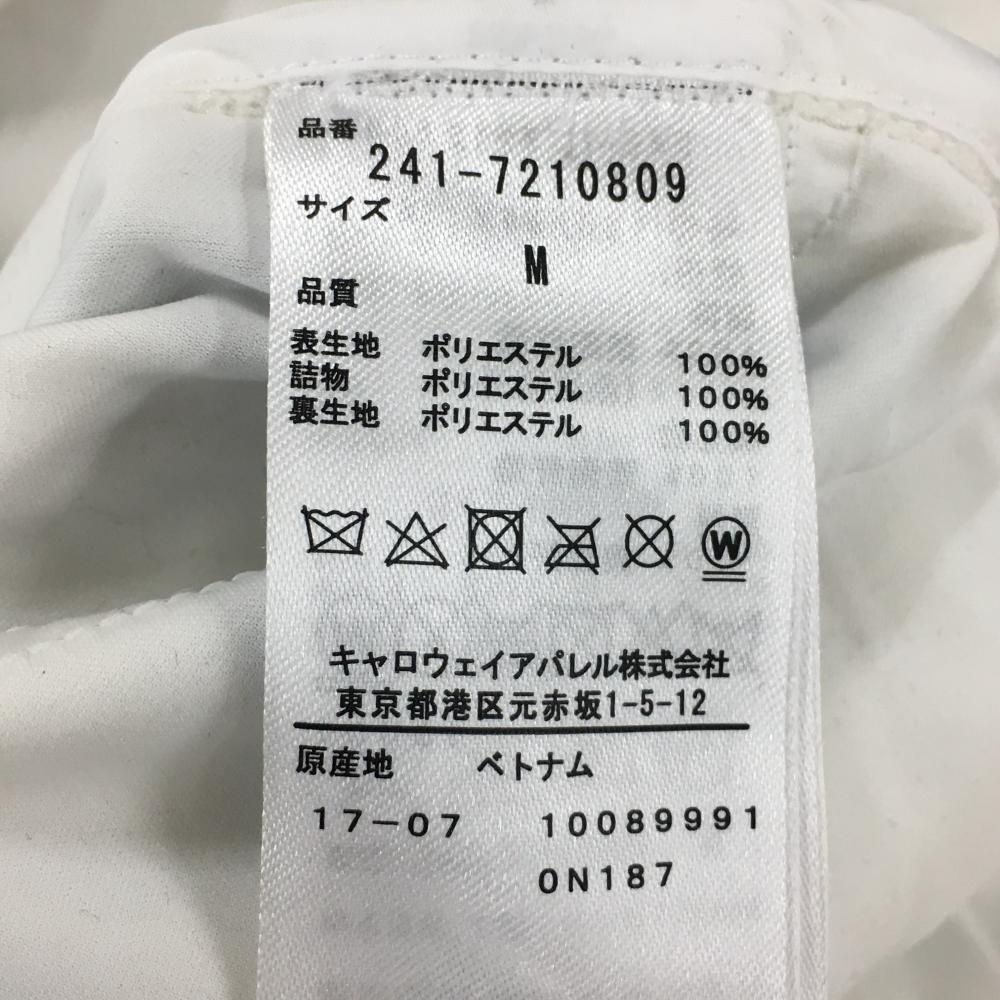 品番
241-7210809
サイズ
M
品質
表生地 ポリエステル 100%
詰物 ポリエステル 100%
裏生地 ポリエステル 100%
W
キャロウェイアパレル株式会社
東京都港区元赤坂1-5-12
原産地 ベトナム
17-07 10089991
0N187